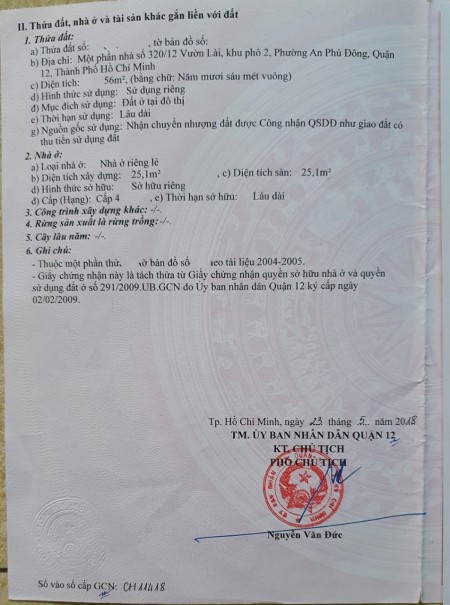 II. Thửa đất, nhà ở và tài sản khác gắn liền với đất
1. Thửa đất:
a) Thửa đất số: , tờ bản đồ số:
b) Địa chỉ: Một phần nhà số 320/12 Vườn Lài, khu phố 2, Phường An Phú Đông, Quận
12, Thành Phố Hồ Chí Minh
c) Diện tích: 56m², (bằng chữ: Năm mươi sáu mét vuông)
d) Hình thức sử dụng: Sử dụng riêng
đ) Mục đích sử dụng: Đất ở tại đô thị
e) Thời hạn sử dụng: Lâu dài
g) Nguồn gốc sử dụng: Nhận chuyển nhượng đất được Công nhận QSDĐ như giao đất có
thu tiền sử dụng đất
2. Nhà ở:
a) Loại nhà ở: Nhà ở riêng lẻ
b) Diện tích xây dựng: 25,1m² , c) Diện tích sàn: 25,1m²
d) Hình thức sở hữu: Sở hữu riêng
đ) Cấp (Hạng): Cấp 4 , e) Thời hạn sở hữu: Lâu dài
3. Công trình xây dựng khác: -/-.
4. Rừng sản xuất là rừng trồng: -/-.
5. Cây lâu năm: -/-.
6. Ghi chú:
- Thuộc một phần thửa, tờ bản đồ số theo tài liệu 2004-2005.
- Giấy chứng nhận này là tách thửa từ Giấy chứng nhận quyền sở hữu nhà ở và quyền
sử dụng đất ở số 291/2009.UB.GCN do Ủy ban nhân dân Quận 12 ký cấp ngày
02/02/2009.
Tp. Hồ Chí Minh, ngày 23 tháng 5 năm 2018
TM. ỦY BAN NHÂN DÂN QUẬN 12
KT. CHỦ TỊCH
PHÓ CHỦ TỊCH
Nguyễn Văn Đức
Số vào sổ cấp GCN: CH11418